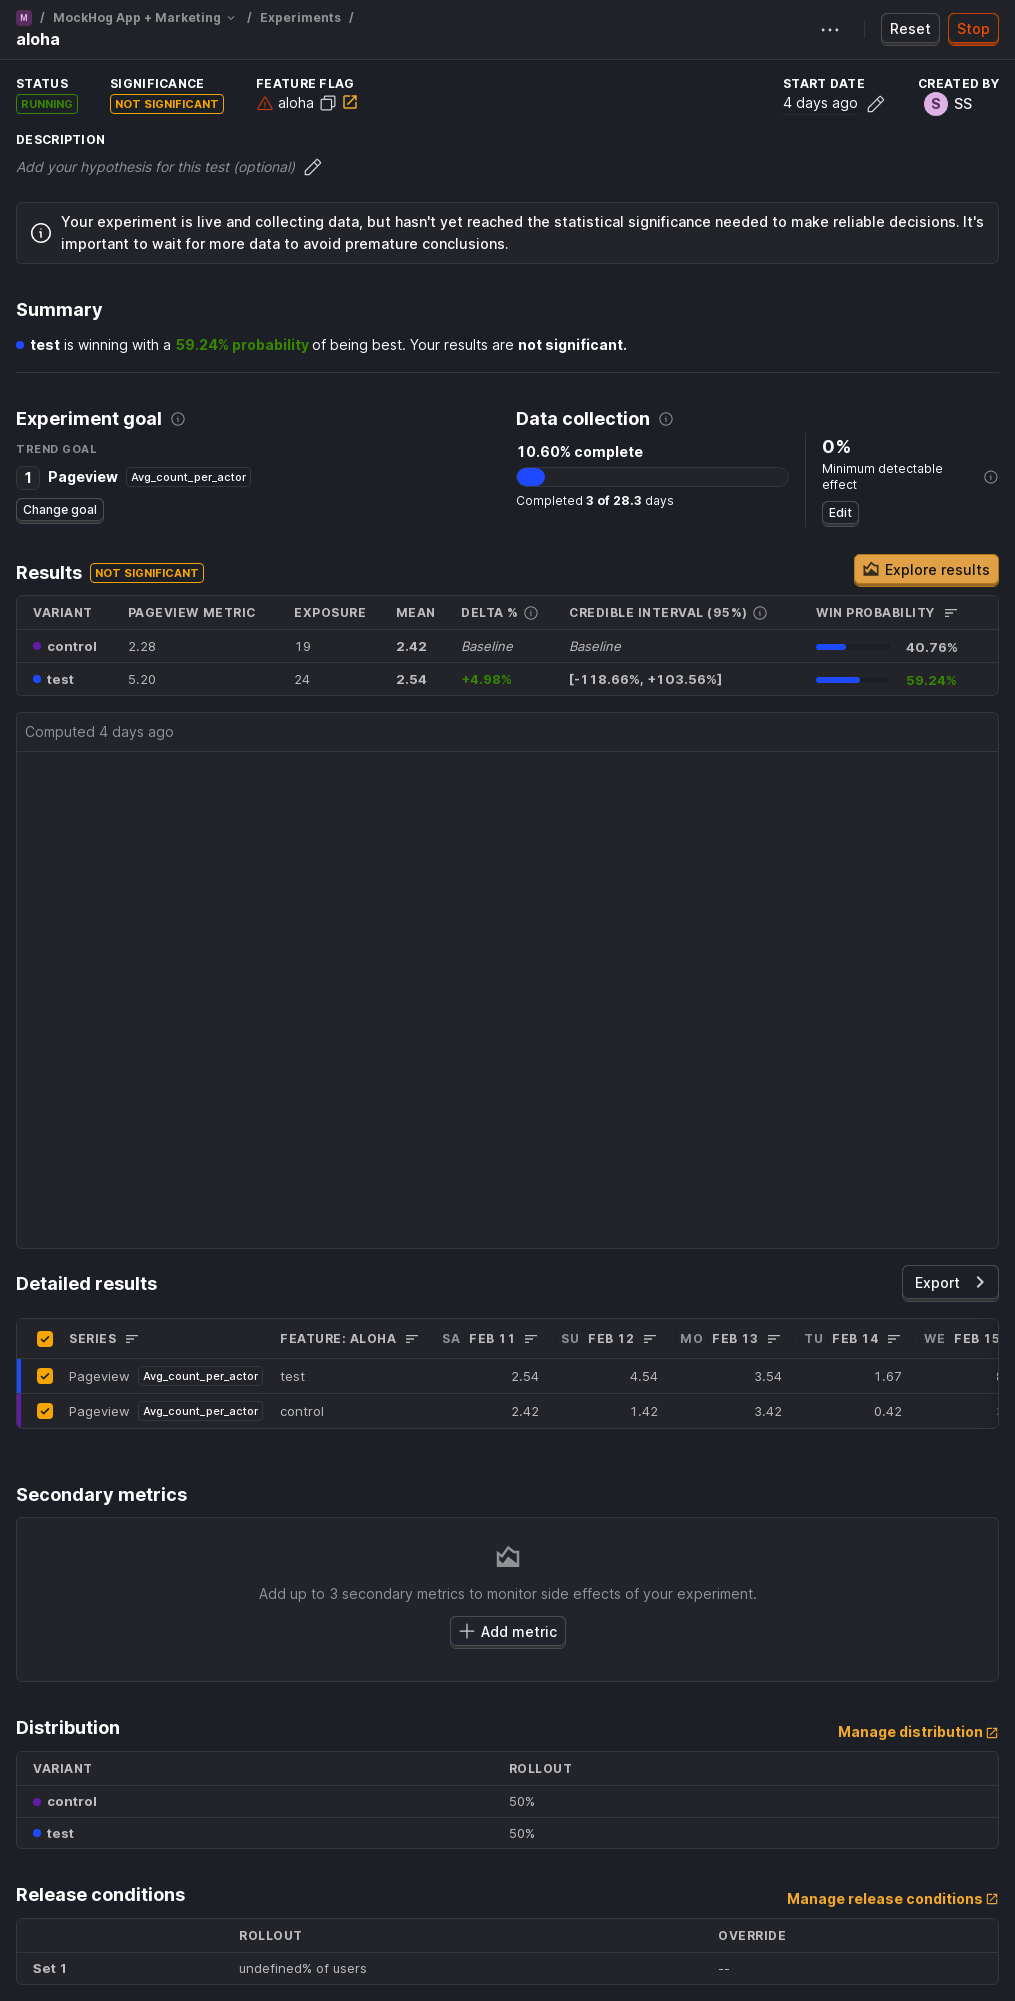 M / MockHog App + Marketing / Experiments /
aloha
Reset Stop
STATUS SIGNIFICANCE FEATURE FLAG START DATE CREATED BY
RUNNING NOT SIGNIFICANT aloha 4 days ago S SS
DESCRIPTION
Add your hypothesis for this test (optional)
Your experiment is live and collecting data, but hasn't yet reached the statistical significance needed to make reliable decisions. It's
important to wait for more data to avoid premature conclusions.
Summary
test is winning with a 59.24% probability of being best. Your results are not significant.
Experiment goal
TREND GOAL
1 Pageview Avg_count_per_actor
Change goal
Data collection
10.60% complete
Completed 3 of 28.3 days
0%
Minimum detectable
effect
Edit
Results NOT SIGNIFICANT Explore results
VARIANT PAGEVIEW METRIC EXPOSURE MEAN DELTA % CREDIBLE INTERVAL (95%) WIN PROBABILITY
control 2.28 19 2.42 Baseline Baseline 40.76%
test 5.20 24 2.54 +4.98% [-118.66%, +103.56%] 59.24%
Computed 4 days ago
Detailed results Export
SERIES FEATURE: ALOHA SA FEB 11 SU FEB 12 MO FEB 13 TU FEB 14 WE FEB 15
Pageview Avg_count_per_actor test 2.54 4.54 3.54 1.67
Pageview Avg_count_per_actor control 2.42 1.42 3.42 0.42
Secondary metrics
Add up to 3 secondary metrics to monitor side effects of your experiment.
Add metric
Distribution Manage distribution
VARIANT ROLLOUT
control 50%
test 50%
Release conditions Manage release conditions
ROLLOUT OVERRIDE
Set 1 undefined% of users --